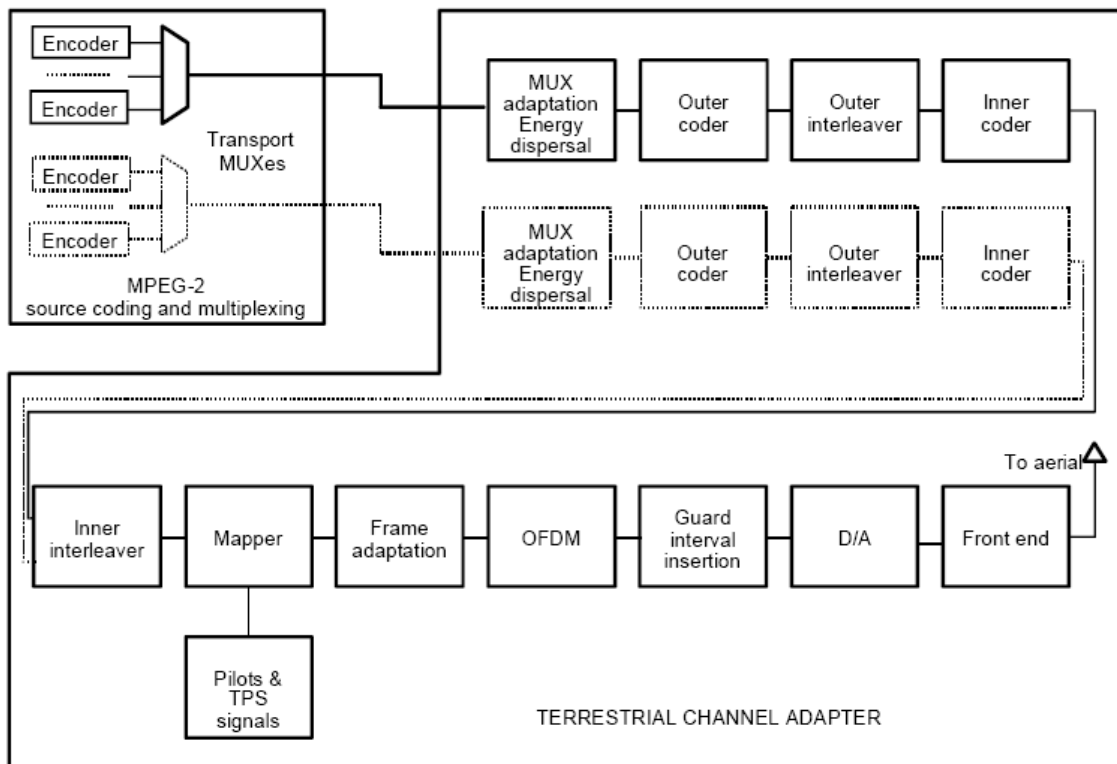 Encoder
Encoder
Transport
MUXes
Encoder
Encoder
MPEG-2
source coding and multiplexing
MUX
adaptation
Energy
dispersal
Outer
coder
Outer
interleaver
Inner
coder
MUX
adaptation
Energy
dispersal
Outer
coder
Outer
interleaver
Inner
coder
To aerial
Inner
interleaver
Mapper
Frame
adaptation
OFDM
Guard
interval
insertion
D/A
Front end
Pilots &
TPS
signals
TERRESTRIAL CHANNEL ADAPTER